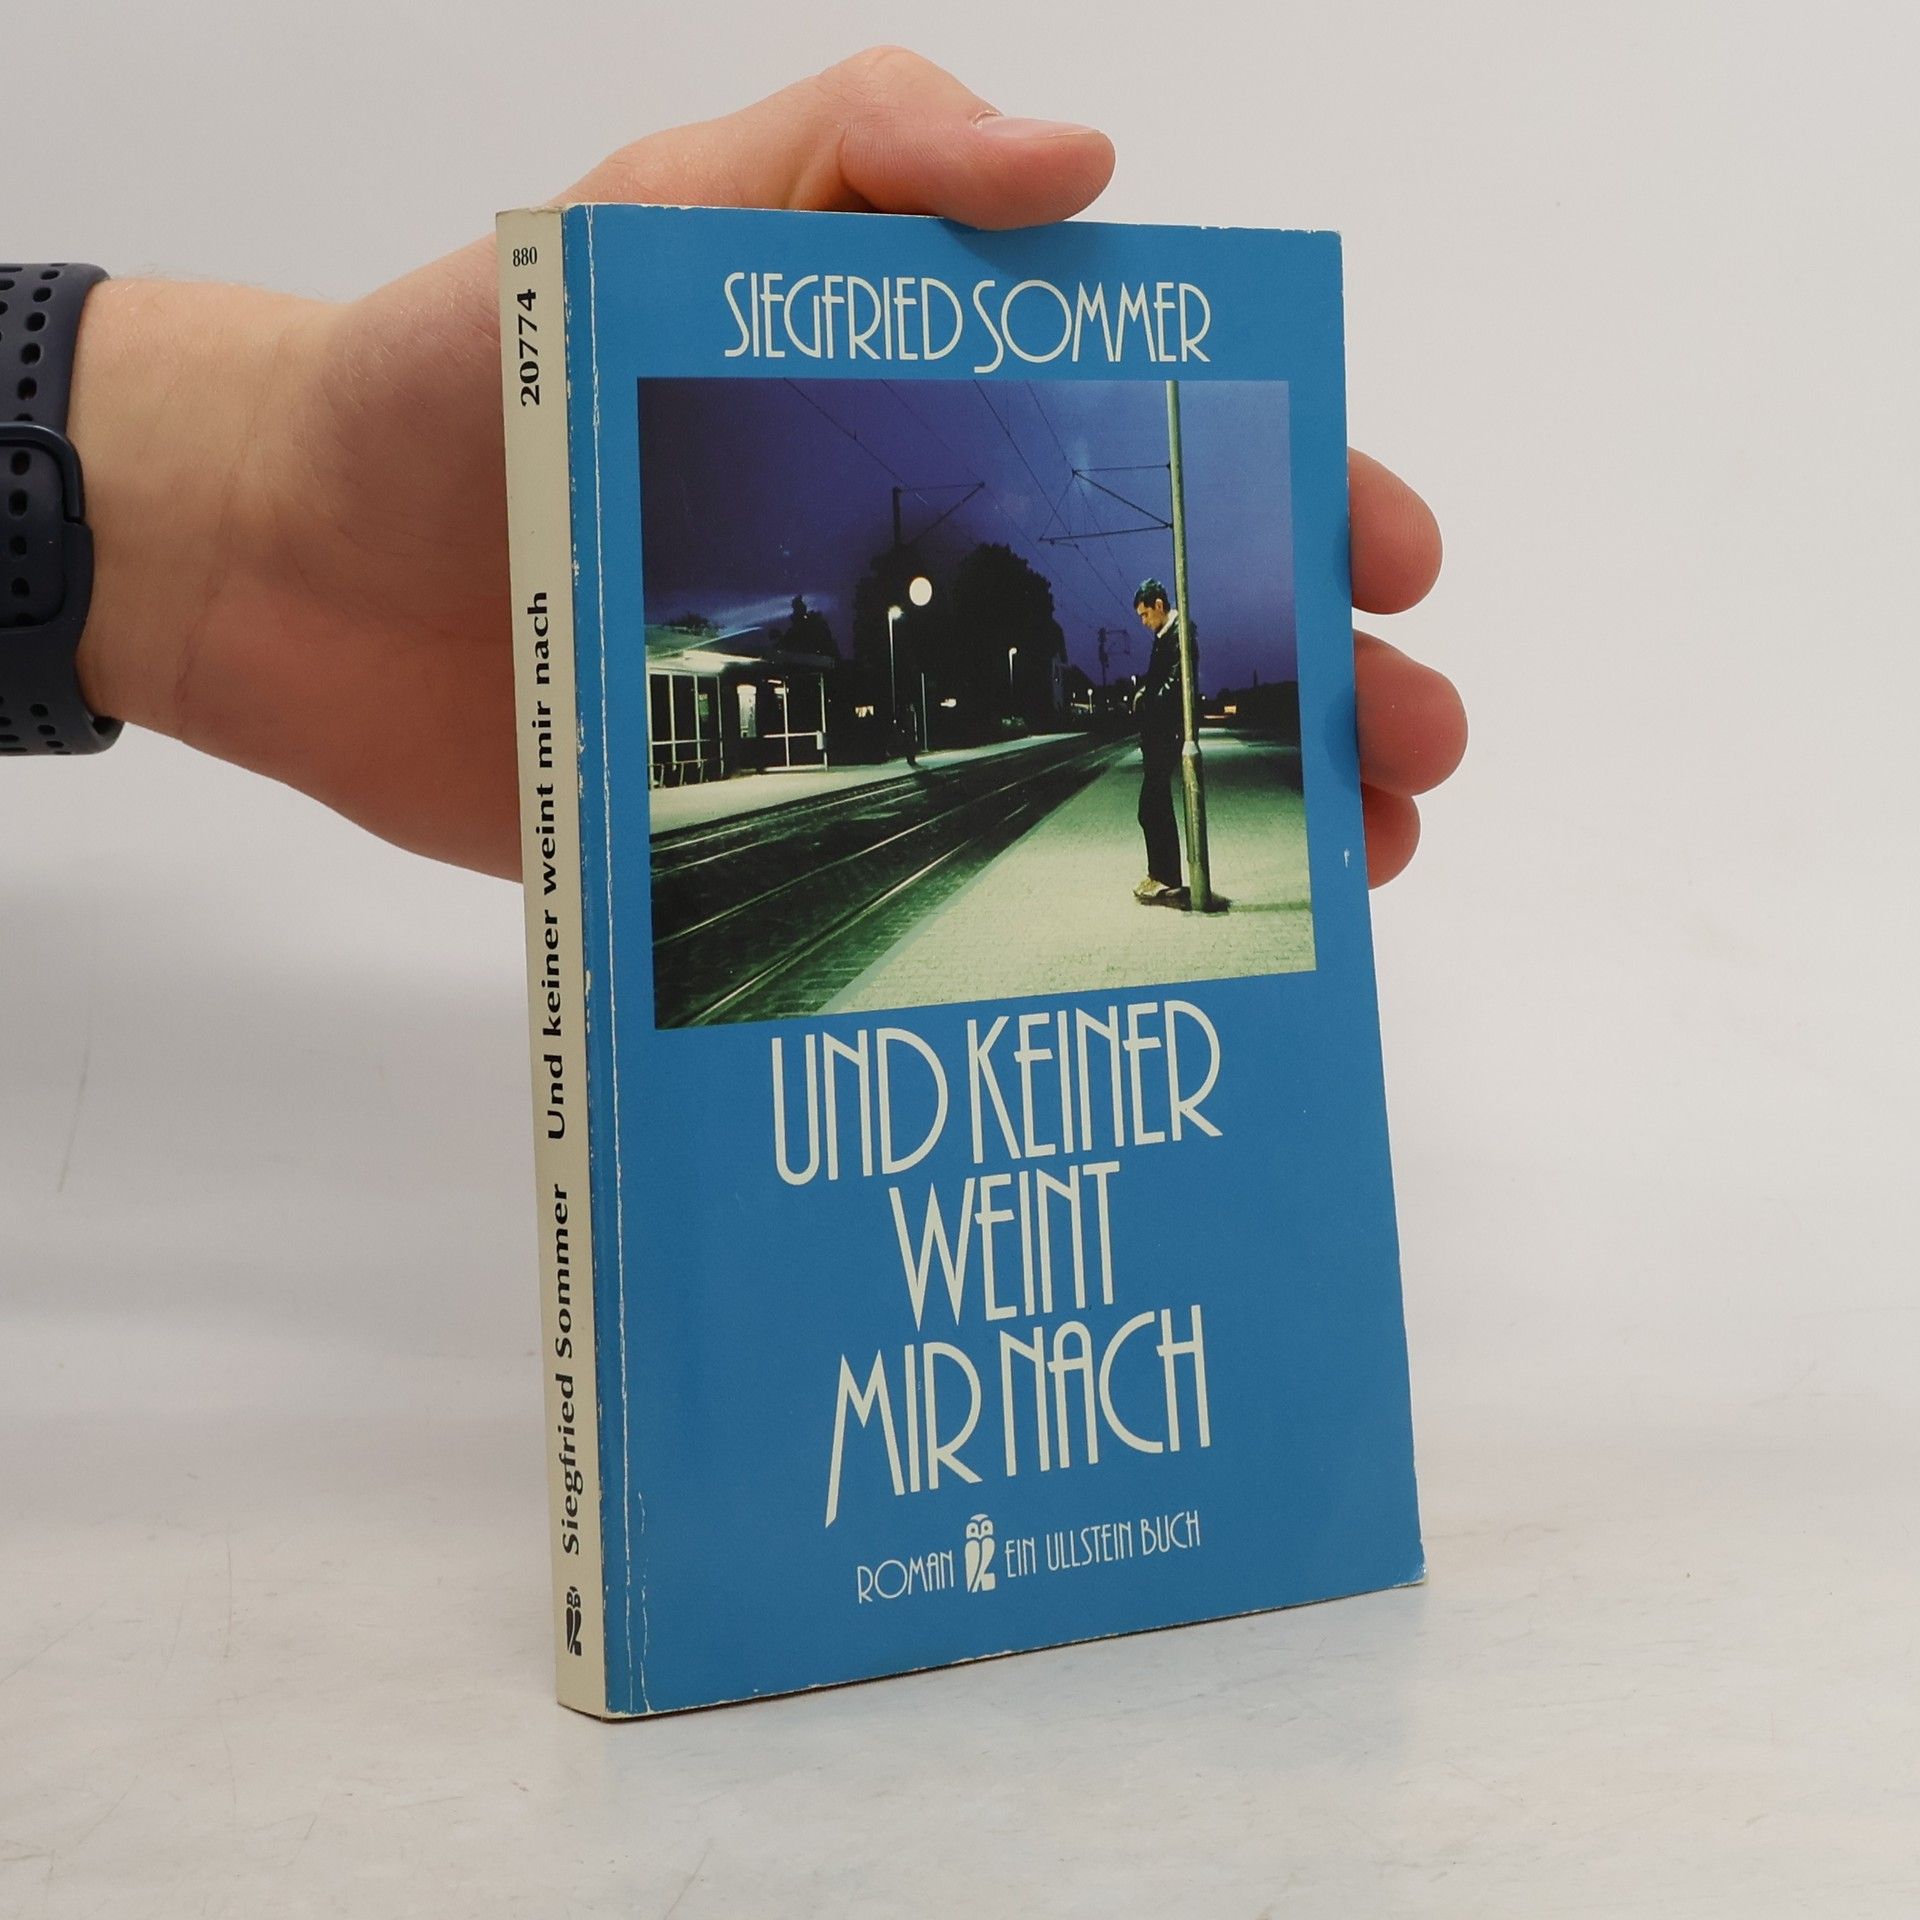 SIEGFRIED SOMMER
UND KEINER
WEINT
MIR NACH
ROMAN EIN ULLSTEIN BUCH
880
20774
Siegfried Sommer Und keiner weint mir nach